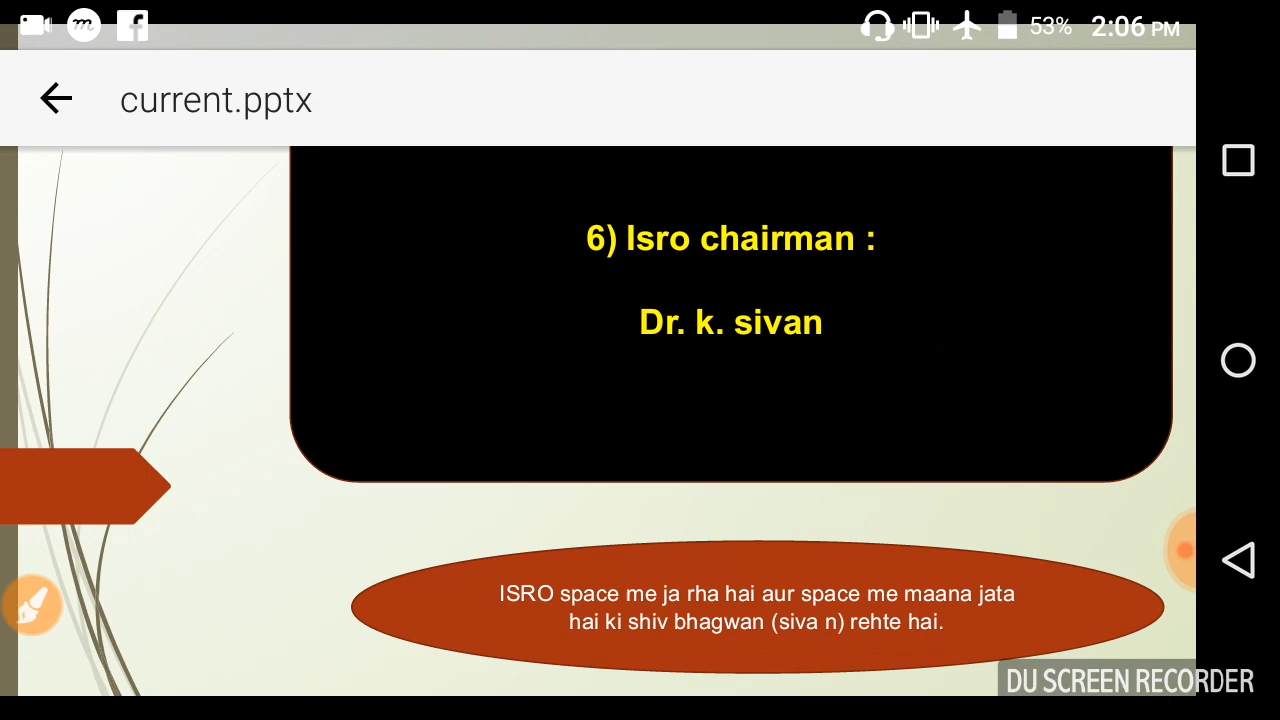 53% 2:06 PM
current.pptx
6) Isro chairman :
Dr. k. sivan
ISRO space me ja rha hai aur space me maana jata
hai ki shiv bhagwan (siva n) rehte hai.
DU SCREEN RECORDER